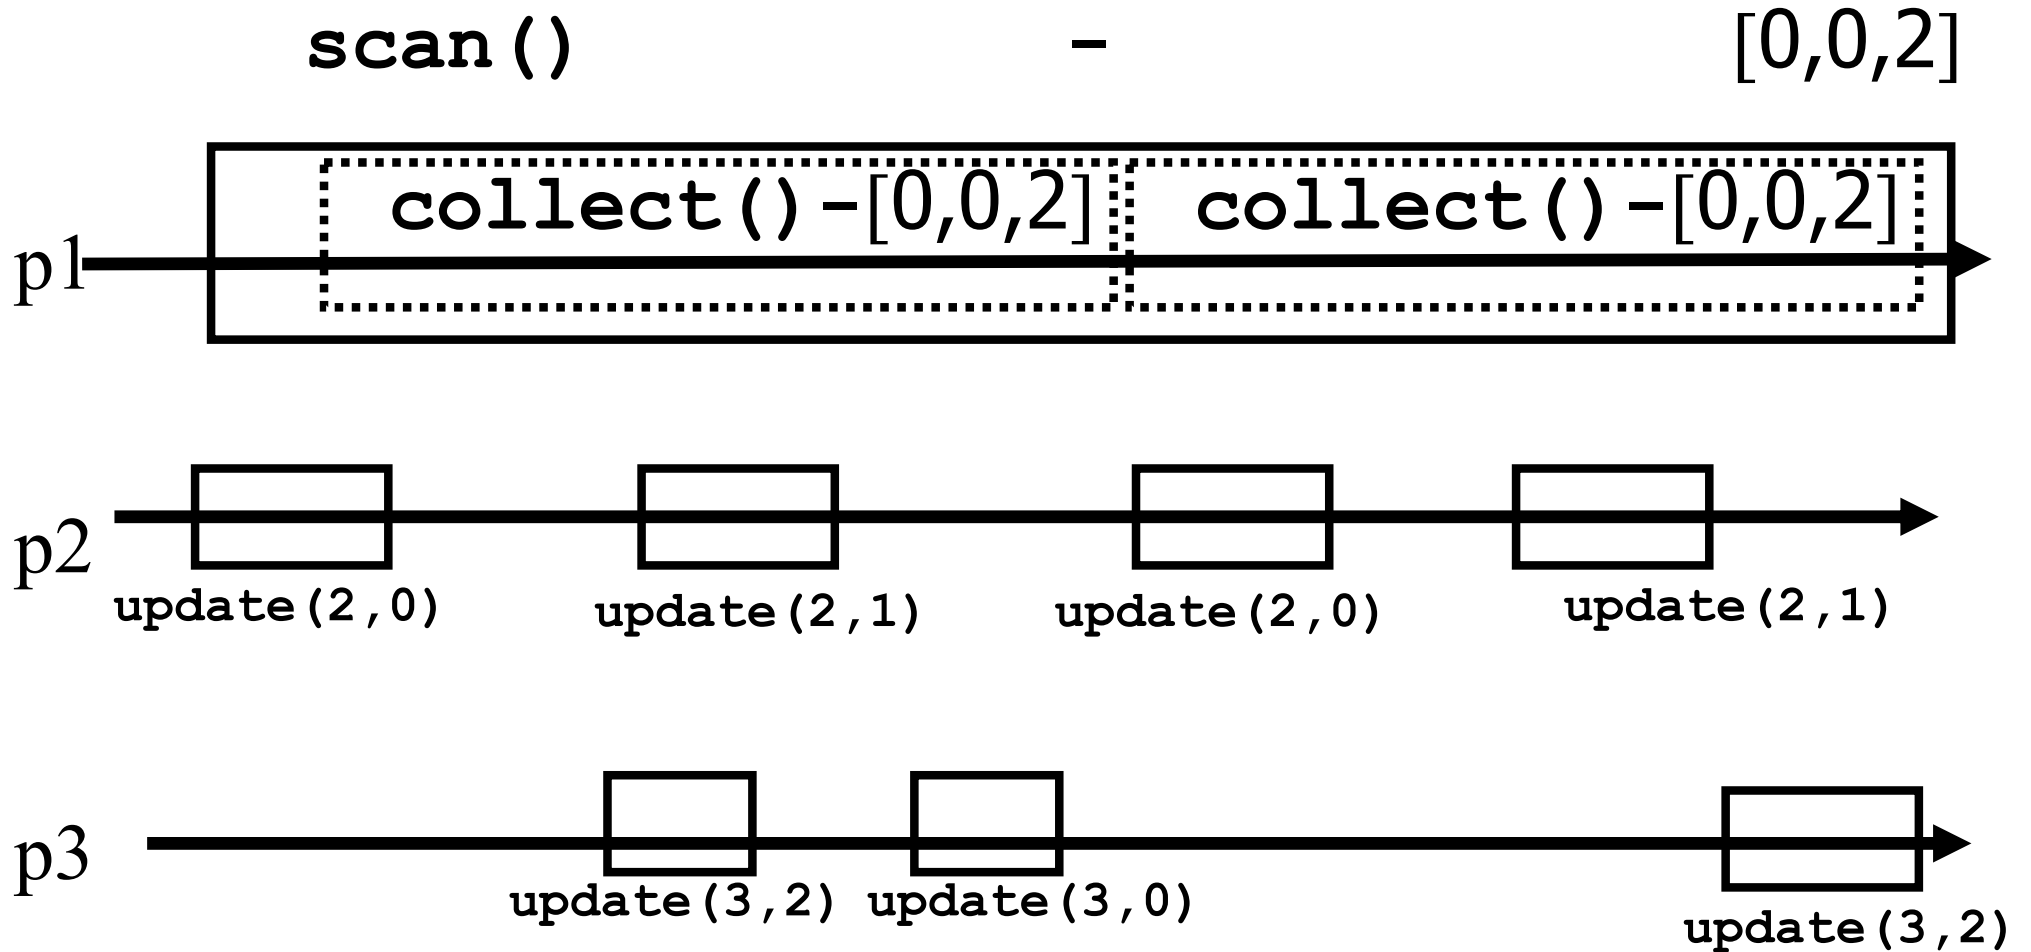 scan() - [0,0,2]
collect()-[0,0,2] collect()-[0,0,2]
p1
p2
update(2,0) update(2,1) update(2,0) update(2,1)
p3
update(3,2) update(3,0) update(3,2)